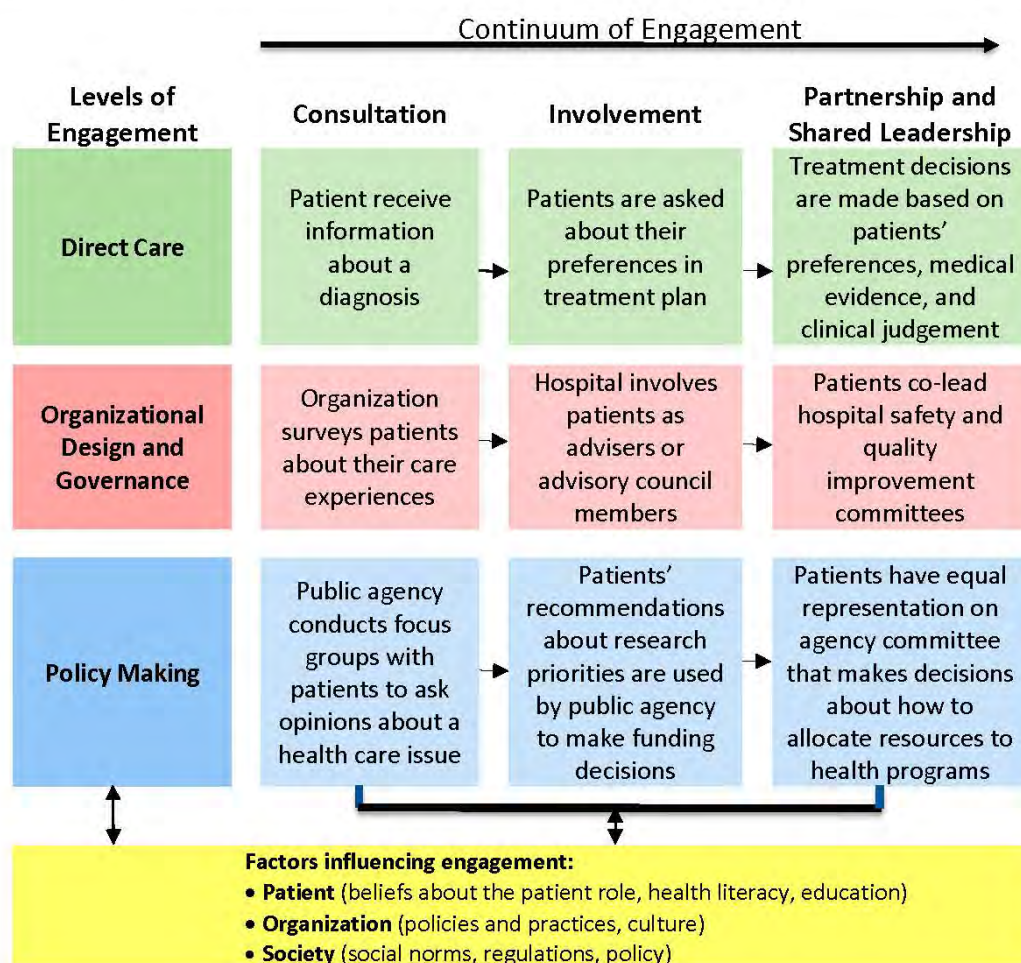 Continuum of Engagement
Levels of
Engagement
Consultation
Involvement
Partnership and
Shared Leadership
Direct Care
Patient receive
information
about a
diagnosis
Patients are asked
about their
preferences in
treatment plan
Treatment decisions
are made based on
patients’
preferences, medical
evidence, and
clinical judgement
Organizational
Design and
Governance
Organization
surveys patients
about their care
experiences
Hospital involves
patients as
advisers or
advisory council
members
Patients co-lead
hospital safety and
quality
improvement
committees
Policy Making
Public agency
conducts focus
groups with
patients to ask
opinions about a
health care issue
Patients’
recommendations
about research
priorities are used
by public agency
to make funding
decisions
Patients have equal
representation on
agency committee
that makes decisions
about how to
allocate resources to
health programs
Factors influencing engagement:
• Patient (beliefs about the patient role, health literacy, education)
• Organization (policies and practices, culture)
• Society (social norms, regulations, policy)